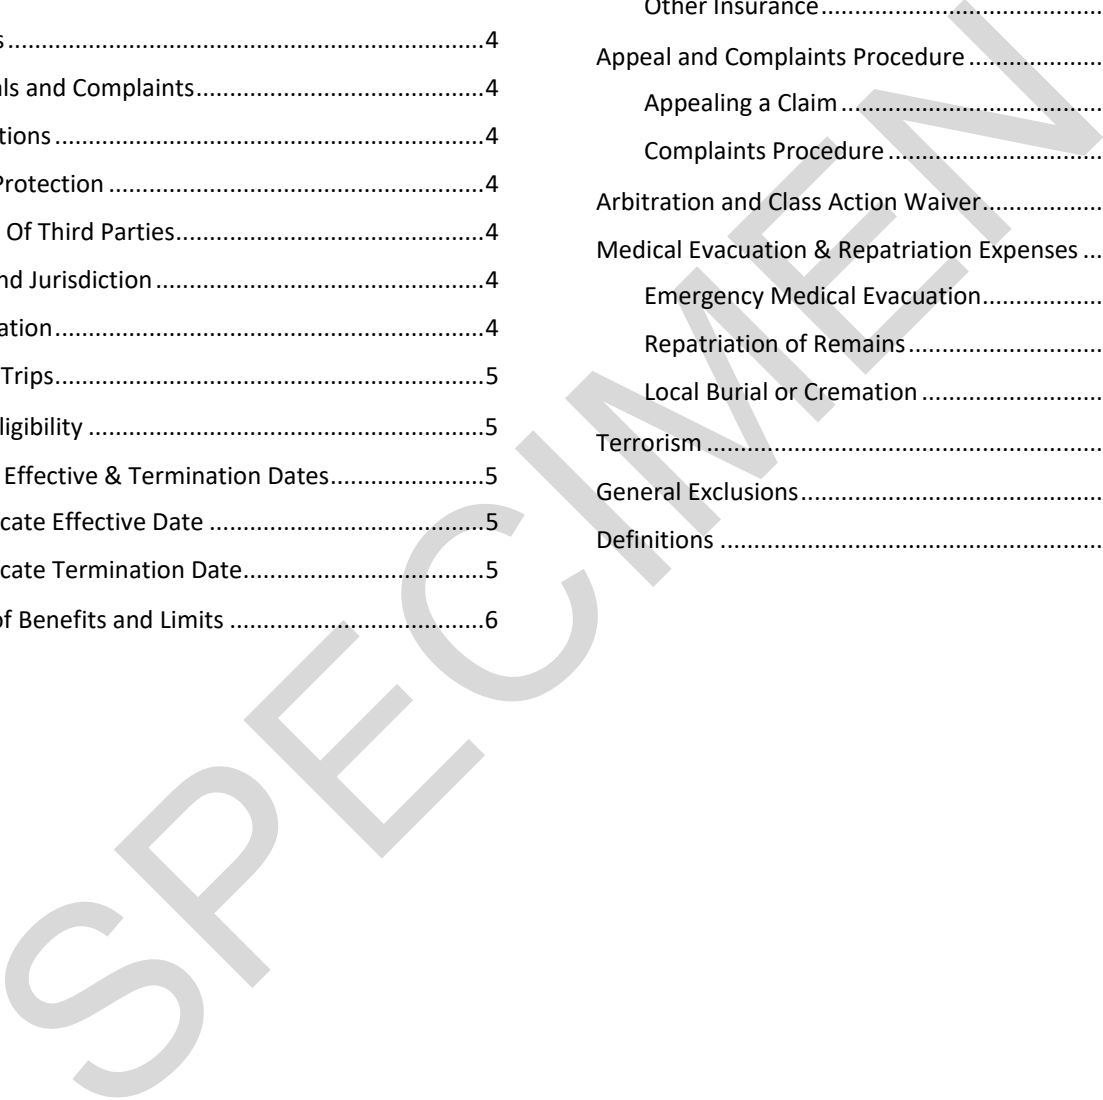 s...........................................................................4
ls and Complaints..............................................4
tions....................................................................4
Protection............................................................4
Of Third Parties.................................................4
nd Jurisdiction....................................................4
ation....................................................................4
Trips....................................................................5
ligibility...............................................................5
Effective & Termination Dates.........................5
cate Effective Date............................................5
cate Termination Date.......................................5
of Benefits and Limits........................................6
Other Insurance.............................................
Appeal and Complaints Procedure...................
Appealing a Claim..........................................
Complaints Procedure..................................
Arbitration and Class Action Waiver.................
Medical Evacuation & Repatriation Expenses...
Emergency Medical Evacuation.....................
Repatriation of Remains................................
Local Burial or Cremation..............................
Terrorism............................................................
General Exclusions..............................................
Definitions..........................................................
SPECIMEN